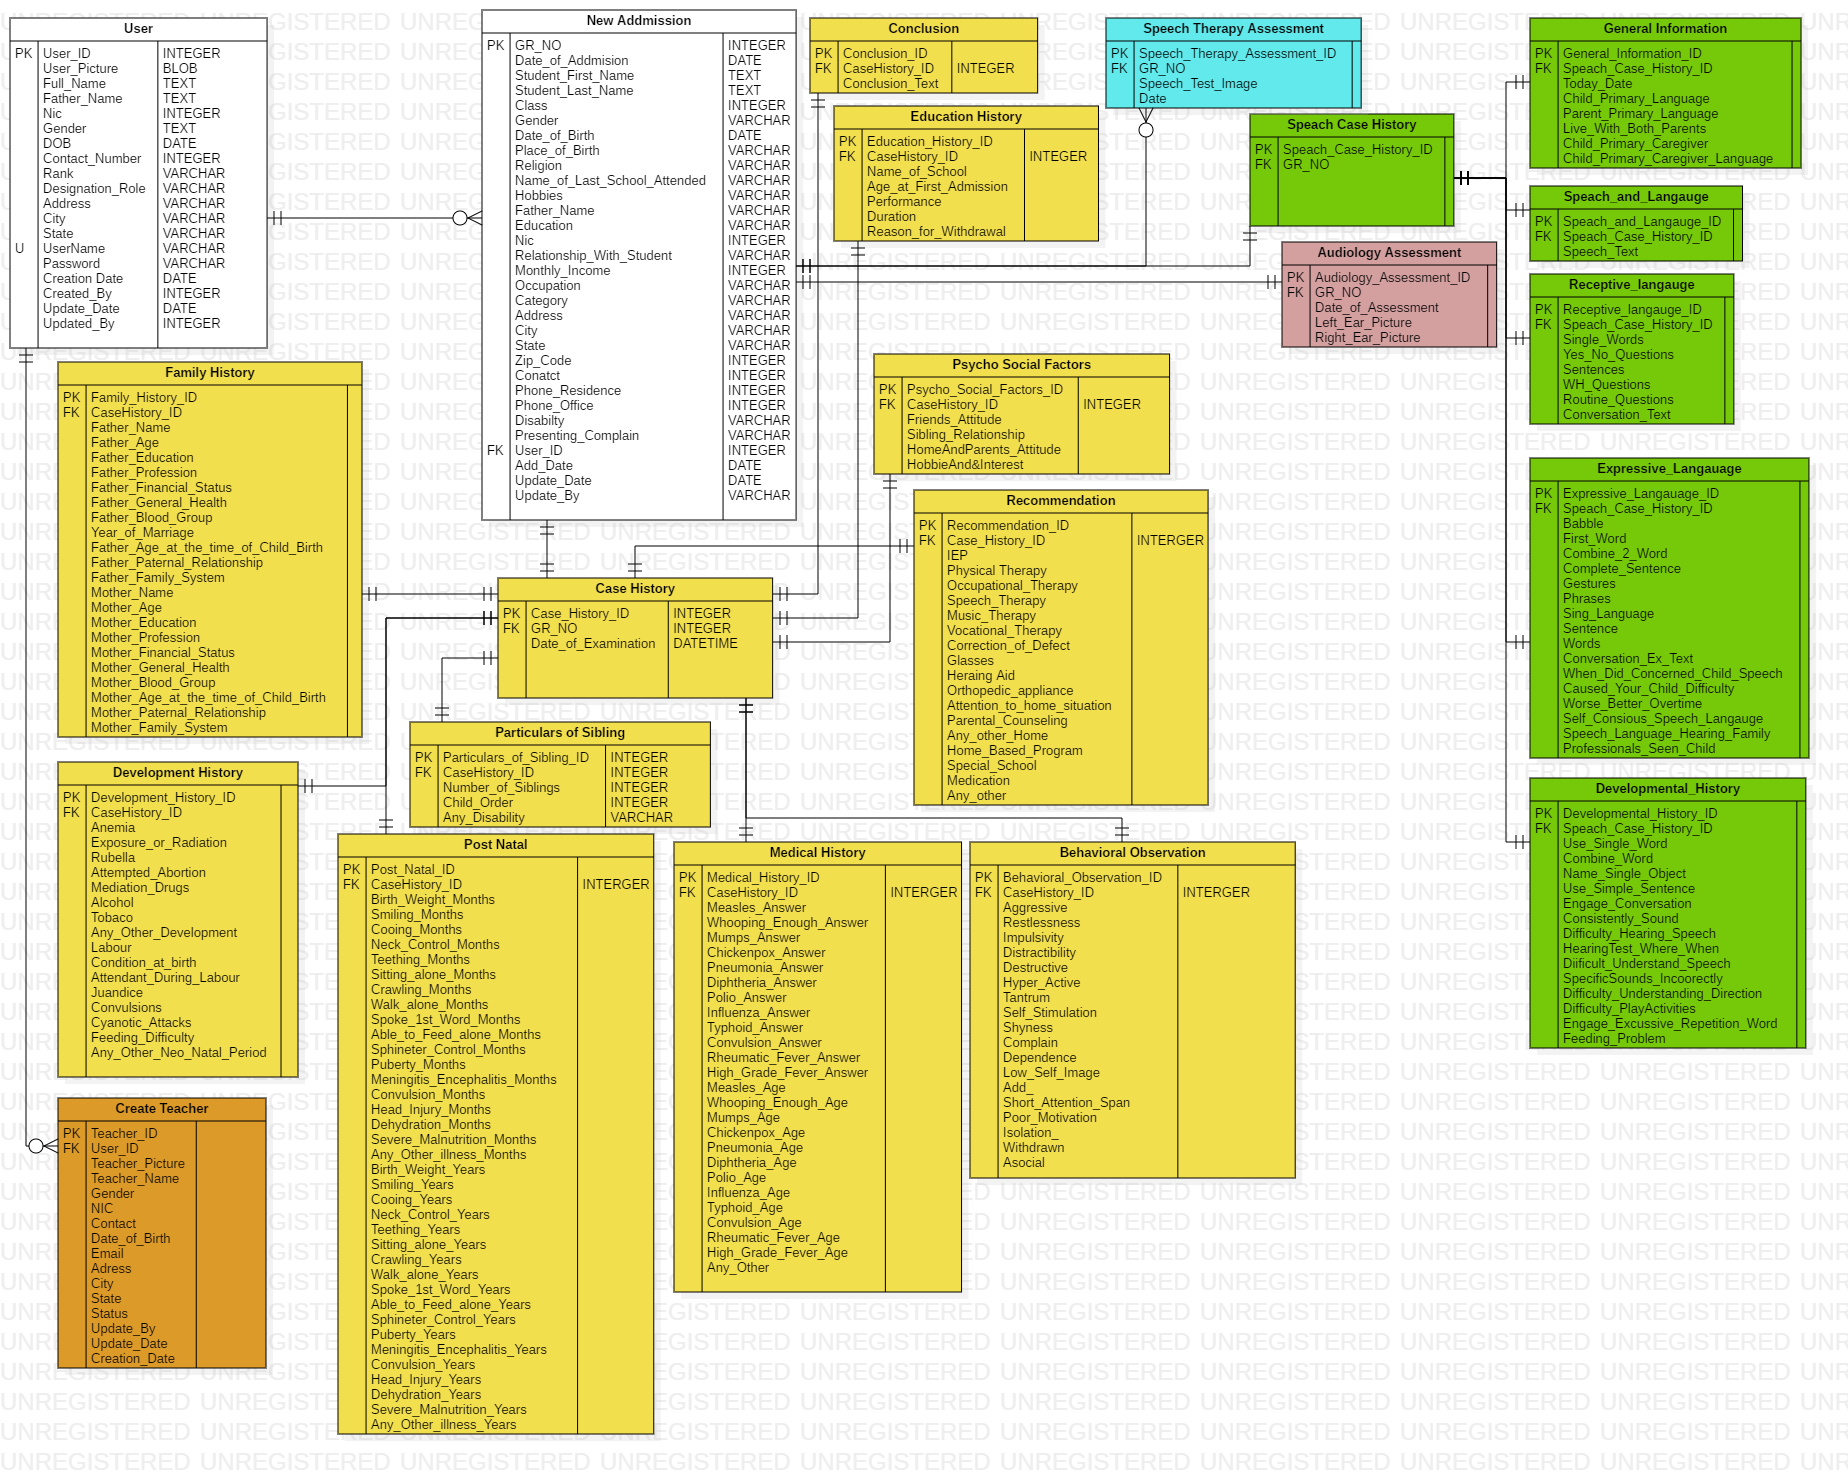 User
PK User_ID INTEGER
User_Picture BLOB
Full_Name TEXT
Father_Name TEXT
Nic INTEGER
Gender TEXT
DOB DATE
Contact_Number INTEGER
Rank VARCHAR
Designation_Role VARCHAR
Address VARCHAR
City VARCHAR
State VARCHAR
U UserName VARCHAR
Password VARCHAR
Creation Date DATE
Created_By INTEGER
Update_Date DATE
Updated_By INTEGER
New Addmission
PK GR_NO INTEGER
Date_of_Addmision DATE
Student_First_Name TEXT
Student_Last_Name TEXT
Class INTEGER
Gender VARCHAR
Date_of_Birth DATE
Place_of_Birth VARCHAR
Religion VARCHAR
Name_of_Last_School_Attended VARCHAR
Hobbies VARCHAR
Father_Name VARCHAR
Education VARCHAR
Nic INTEGER
Relationship_With_Student VARCHAR
Monthly_Income INTEGER
Occupation VARCHAR
Category VARCHAR
Address VARCHAR
City VARCHAR
State VARCHAR
Zip_Code INTEGER
Conatct INTEGER
Phone_Residence INTEGER
Phone_Office INTEGER
Disabilty VARCHAR
Presenting_Complain VARCHAR
FK User_ID INTEGER
Add_Date DATE
Update_Date DATE
Update_By VARCHAR
Conclusion
PK Conclusion_ID
FK CaseHistory_ID INTEGER
Conclusion_Text
Education History
PK Education_History_ID
FK CaseHistory_ID INTEGER
Name_of_School
Age_at_First_Admission
Performance
Duration
Reason_for_Withdrawal
Speech Therapy Assessment
PK Speech_Therapy_Assessment_ID
FK GR_NO
Speech_Test_Image
Date
Speach Case History
PK Speach_Case_History_ID
FK GR_NO
Audiology Assessment
PK Audiology_Assessment_ID
FK GR_NO
Date_of_Assessment
Left_Ear_Picture
Right_Ear_Picture
General Information
PK General_Information_ID
FK Speach_Case_History_ID
Today_Date
Child_Primary_Language
Parent_Primary_Language
Live_With_Both_Parents
Child_Primary_Caregiver
Child_Primary_Caregiver_Language
Speach_and_Langauge
PK Speach_and_Langauge_ID
FK Speach_Case_History_ID
Speech_Text
Receptive_langauge
PK Receptive_langauge_ID
FK Speach_Case_History_ID
Single_Words
Yes_No_Questions
Sentences
WH_Questions
Routine_Questions
Conversation_Text
Expressive_Langauage
PK Expressive_Langauage_ID
FK Speach_Case_History_ID
Babble
First_Word
Combine_2_Word
Complete_Sentence
Gestures
Phrases
Sing_Language
Sentence
Words
Conversation_Ex_Text
When_Did_Concerned_Child_Speech
Caused_Your_Child_Difficulty
Worse_Better_Overtime
Self_Consious_Speech_Langauge
Speech_Language_Hearing_Family
Professionals_Seen_Child
Developmental_History
PK Developmental_History_ID
FK Speach_Case_History_ID
Use_Single_Word
Combine_Word
Name_Single_Object
Use_Simple_Sentence
Engage_Conversation
Consistently_Sound
Difficulty_Hearing_Speech
HearingTest_Where_When
Diificult_Understand_Speech
SpecificSounds_Incoorectly
Difficulty_Understanding_Direction
Difficulty_PlayActivities
Engage_Excussive_Repetition_Word
Feeding_Problem
Family History
PK Family_History_ID
FK CaseHistory_ID
Father_Name
Father_Age
Father_Education
Father_Profession
Father_Financial_Status
Father_General_Health
Father_Blood_Group
Year_of_Marriage
Father_Age_at_the_time_of_Child_Birth
Father_Paternal_Relationship
Father_Family_System
Mother_Name
Mother_Age
Mother_Education
Mother_Profession
Mother_Financial_Status
Mother_General_Health
Mother_Blood_Group
Mother_Age_at_the_time_of_Child_Birth
Mother_Paternal_Relationship
Mother_Family_System
Psycho Social Factors
PK Psycho_Social_Factors_ID
FK CaseHistory_ID INTEGER
Friends_Attitude
Sibling_Relationship
HomeAndParents_Attitude
HobbieAnd&Interest
Recommendation
PK Recommendation_ID
FK Case_History_ID INTERGER
IEP
Physical Therapy
Occupational_Therapy
Speech_Therapy
Music_Therapy
Vocational_Therapy
Correction_of_Defect
Glasses
Heraing Aid
Orthopedic_appliance
Attention_to_home_situation
Parental_Counseling
Any_other_Home
Home_Based_Program
Special_School
Medication
Any_other
Case History
PK Case_History_ID INTEGER
FK GR_NO INTEGER
Date_of_Examination DATETIME
Particulars of Sibling
PK Particulars_of_Sibling_ID INTEGER
FK CaseHistory_ID INTEGER
Number_of_Siblings INTEGER
Child_Order INTEGER
Any_Disability VARCHAR
Development History
PK Development_History_ID
FK CaseHistory_ID
Anemia
Exposure_or_Radiation
Rubella
Attempted_Abortion
Mediation_Drugs
Alcohol
Tobaco
Any_Other_Development
Labour
Condition_at_birth
Attendant_During_Labour
Juandice
Convulsions
Cyanotic_Attacks
Feeding_Difficulty
Any_Other_Neo_Natal_Period
Post Natal
PK Post_Natal_ID
FK CaseHistory_ID INTERGER
Birth_Weight_Months
Smiling_Months
Cooing_Months
Neck_Control_Months
Teething_Months
Sitting_alone_Months
Crawling_Months
Walk_alone_Months
Spoke_1st_Word_Months
Able_to_Feed_alone_Months
Sphineter_Control_Months
Puberty_Months
Meningitis_Encephalitis_Months
Convulsion_Months
Head_Injury_Months
Dehydration_Months
Severe_Malnutrition_Months
Any_Other_illness_Months
Birth_Weight_Years
Smiling_Years
Cooing_Years
Neck_Control_Years
Teething_Years
Sitting_alone_Years
Crawling_Years
Walk_alone_Years
Spoke_1st_Word_Years
Able_to_Feed_alone_Years
Sphineter_Control_Years
Puberty_Years
Meningitis_Encephalitis_Years
Convulsion_Years
Head_Injury_Years
Dehydration_Years
Severe_Malnutrition_Years
Any_Other_illness_Years
Medical History
PK Medical_History_ID
FK CaseHistory_ID INTERGER
Measles_Answer
Whooping_Enough_Answer
Mumps_Answer
Chickenpox_Answer
Pneumonia_Answer
Diphtheria_Answer
Polio_Answer
Influenza_Answer
Typhoid_Answer
Convulsion_Answer
Rheumatic_Fever_Answer
High_Grade_Fever_Answer
Measles_Age
Whooping_Enough_Age
Mumps_Age
Chickenpox_Age
Pneumonia_Age
Diphtheria_Age
Polio_Age
Influenza_Age
Typhoid_Age
Convulsion_Age
Rheumatic_Fever_Age
High_Grade_Fever_Age
Any_Other
Behavioral Observation
PK Behavioral_Observation_ID
FK CaseHistory_ID INTERGER
Aggressive
Restlessness
Impulsivity
Distractibility
Destructive
Hyper_Active
Tantrum
Self_Stimulation
Shyness
Complain
Dependence
Low_Self_Image
Add_
Short_Attention_Span
Poor_Motivation
Isolation_
Withdrawn
Asocial
Create Teacher
PK Teacher_ID
FK User_ID
Teacher_Picture
Teacher_Name
Gender
NIC
Contact
Date_of_Birth
Email
Adress
City
State
Status
Update_By
Update_Date
Creation_Date
UNREGISTERED